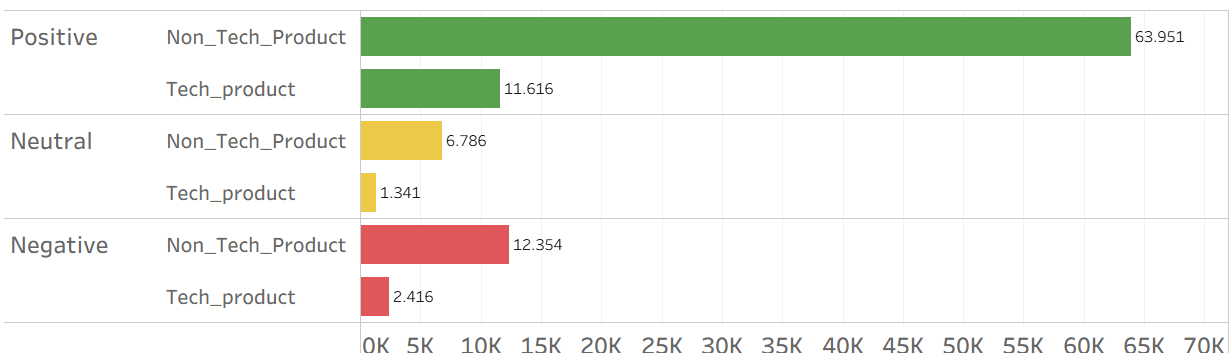 Positive Non_Tech_Product 63.951
Tech_product 11.616
Neutral Non_Tech_Product 6.786
Tech_product 1.341
Negative Non_Tech_Product 12.354
Tech_product 2.416
0K 5K 10K 15K 20K 25K 30K 35K 40K 45K 50K 55K 60K 65K 70K